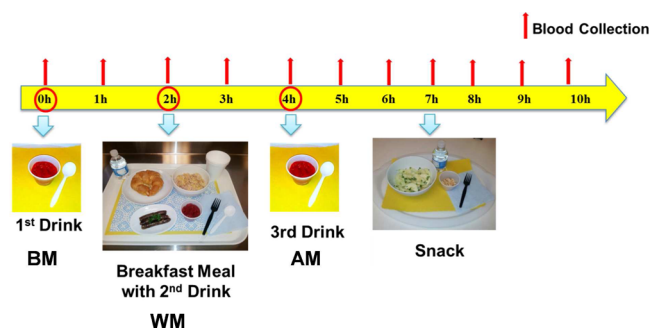 Blood Collection
0h 1h 2h 3h 4h 5h 6h 7h 8h 9h 10h
1st Drink
BM
Breakfast Meal
with 2nd Drink
WM
3rd Drink
AM
Snack